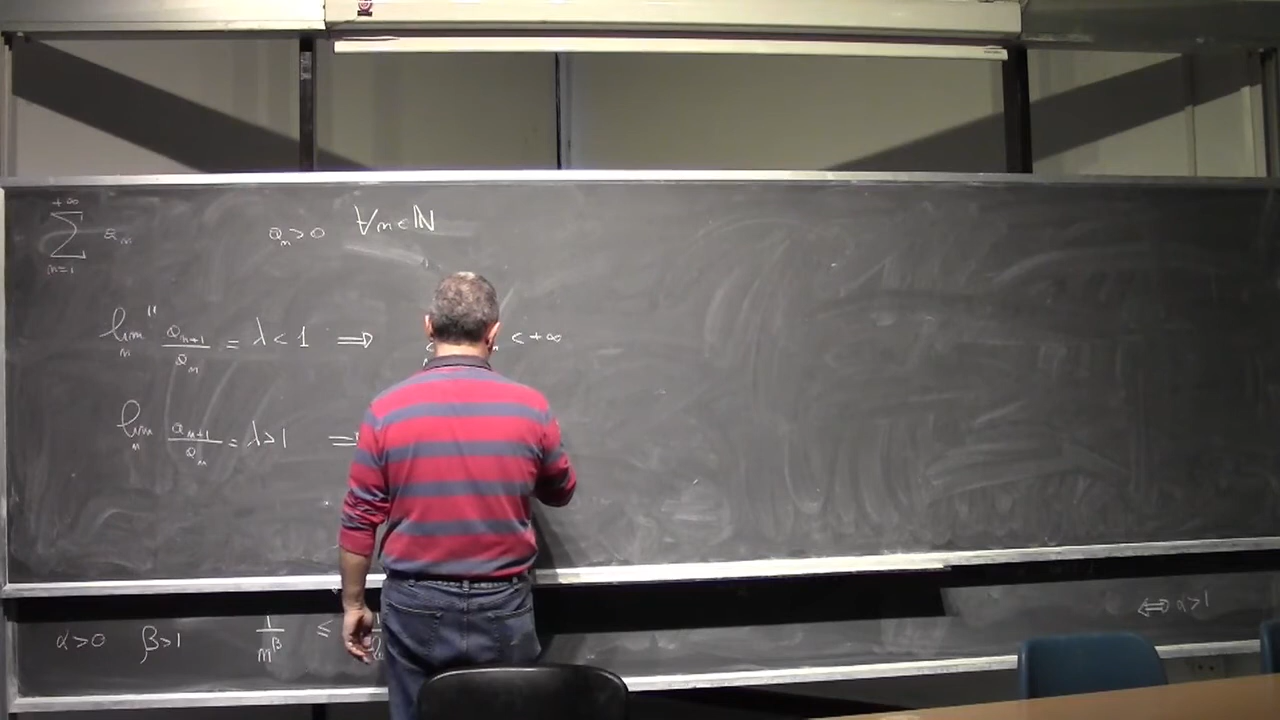 +∞
∑ aₙ aₙ > 0 ∀n∈ℕ
n=1
lim aₙ₊₁/aₙ = λ < 1 ⟹ < +∞
n
lim aₙ₊₁/aₙ = λ > 1 ⟹
n
α > 0 β > 1 1/n^β ≤ ⟺ α > 1